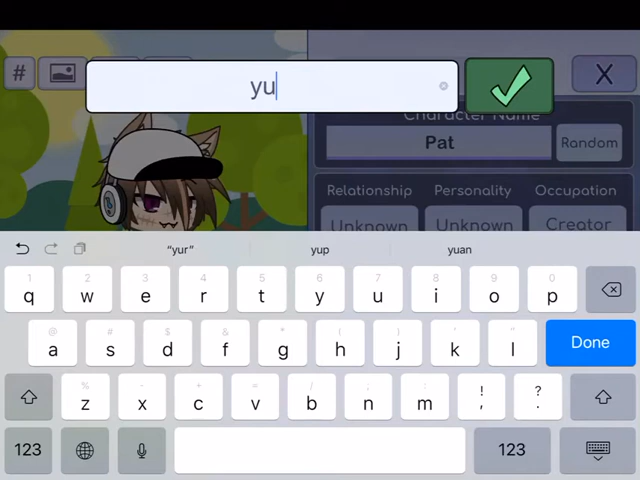 #
yu
X
Character Name
Pat
Random
Relationship Personality Occupation
Unknown Unknown Creator
“yur” yup yuan
1 2 3 4 5 6 7 8 9 0
q w e r t y u i o p
@ # $ & * ( ) ' "
a s d f g h j k l Done
% - + = / ; : ! ?
z x c v b n m , .
123 123